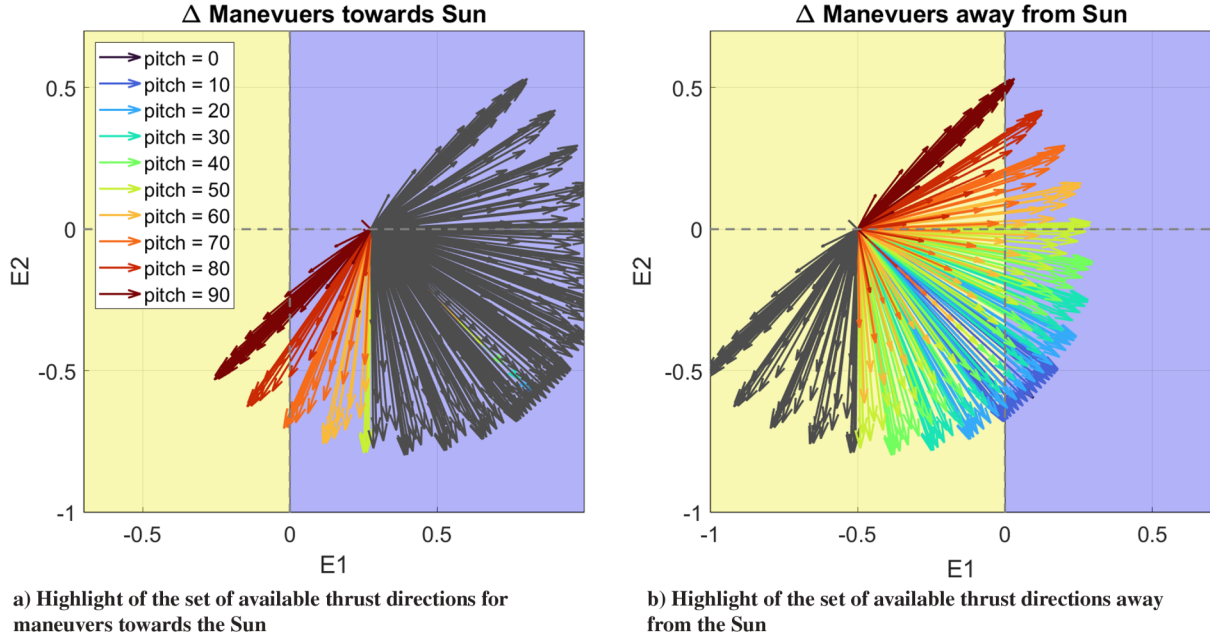 Δ Manevuers towards Sun
pitch = 0
pitch = 10
pitch = 20
pitch = 30
pitch = 40
pitch = 50
pitch = 60
pitch = 70
pitch = 80
pitch = 90
0.5
0
-0.5
-1
E2
-0.5
0
0.5
E1
a) Highlight of the set of available thrust directions for
maneuvers towards the Sun
Δ Manevuers away from Sun
0.5
0
-0.5
-1
E2
-1
-0.5
0
0.5
E1
b) Highlight of the set of available thrust directions away
from the Sun